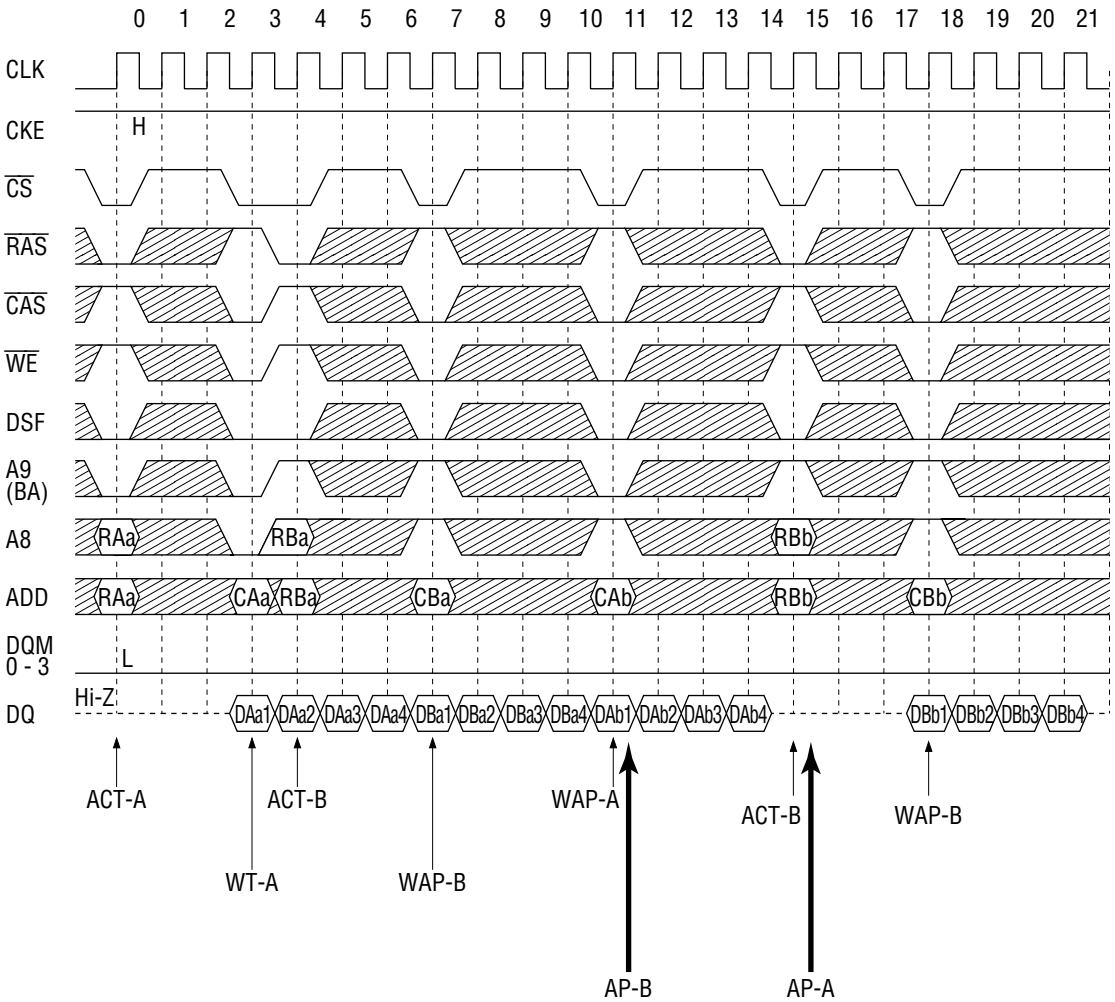 0 1 2 3 4 5 6 7 8 9 10 11 12 13 14 15 16 17 18 19 20 21
CLK
CKE H
CS
RAS
CAS
WE
DSF
A9
(BA)
A8 RAa RBa RBb
ADD RAa CAa RBa CBa CAb RBb CBb
DQM
0 - 3 L
Hi-Z
DQ DAa1 DAa2 DAa3 DAa4 DBa1 DBa2 DBa3 DBa4 DAb1 DAb2 DAb3 DAb4 DBb1 DBb2 DBb3 DBb4
ACT-A ACT-B WAP-A ACT-B WAP-B
WT-A WAP-B
AP-B AP-A